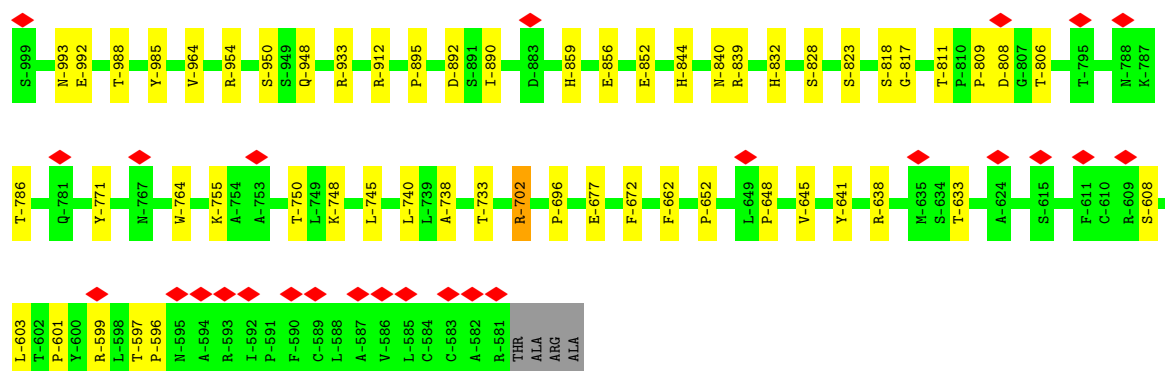 S-999 N-993 E-992 T-988 Y-985 V-964 R-954 S-950 S-949 Q-948 R-933 R-912 P-895 D-892 S-891 I-890 D-883 H-859 E-856 E-852 H-844 N-840 R-839 H-832 S-828 S-823 S-818 G-817 T-811 P-810 P-809 D-808 G-807 T-806 T-795 N-788 K-787
T-786 Q-781 Y-771 N-767 W-764 K-755 A-754 A-753 T-750 L-749 K-748 L-745 L-740 L-739 A-738 T-733 R-702 P-696 E-677 F-672 F-662 P-652 L-649 P-648 V-645 Y-641 R-638 M-635 S-634 T-633 A-624 S-615 F-611 C-610 R-609 S-608
L-603 T-602 P-601 Y-600 R-599 L-598 T-597 P-596 N-595 A-594 R-593 I-592 P-591 F-590 C-589 L-588 A-587 V-586 L-585 C-584 C-583 A-582 R-581 THR ALA ARG ALA